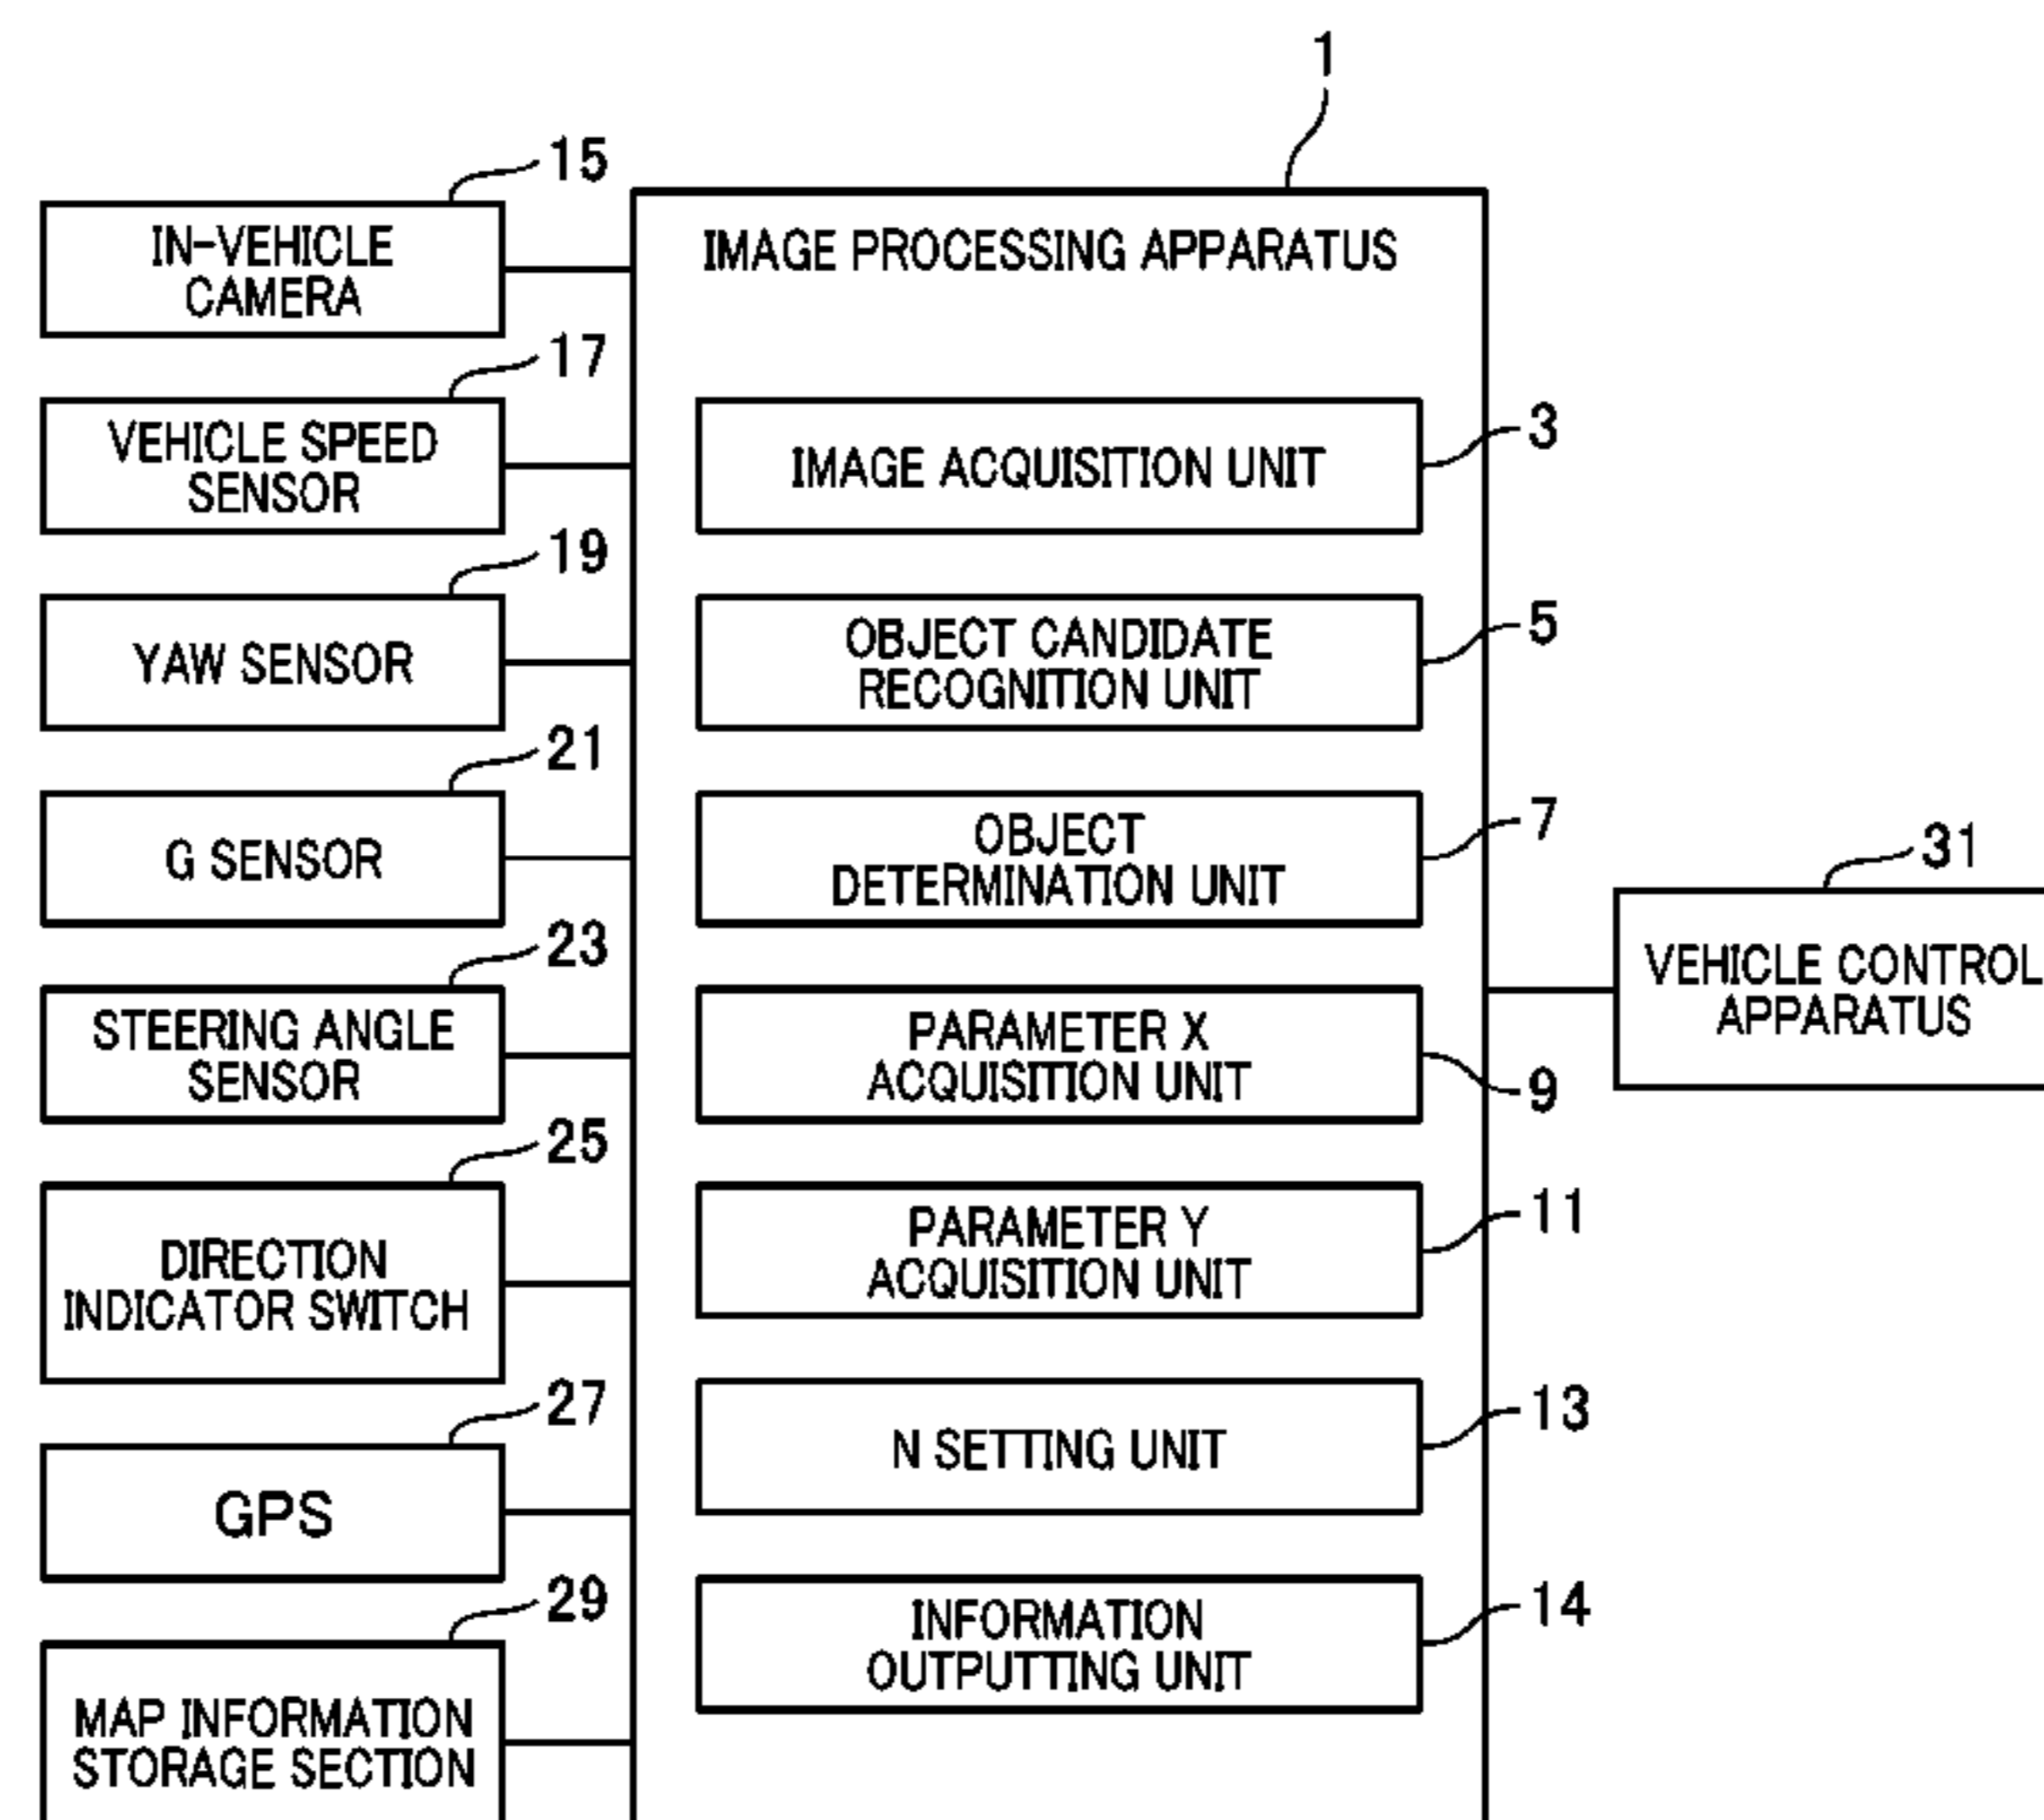 1
15
IN-VEHICLE
CAMERA
17
VEHICLE SPEED
SENSOR
19
YAW SENSOR
21
G SENSOR
23
STEERING ANGLE
SENSOR
25
DIRECTION
INDICATOR SWITCH
27
GPS
29
MAP INFORMATION
STORAGE SECTION
IMAGE PROCESSING APPARATUS
3
IMAGE ACQUISITION UNIT
5
OBJECT CANDIDATE
RECOGNITION UNIT
7
OBJECT
DETERMINATION UNIT
9
PARAMETER X
ACQUISITION UNIT
11
PARAMETER Y
ACQUISITION UNIT
13
N SETTING UNIT
14
INFORMATION
OUTPUTTING UNIT
31
VEHICLE CONTROL
APPARATUS